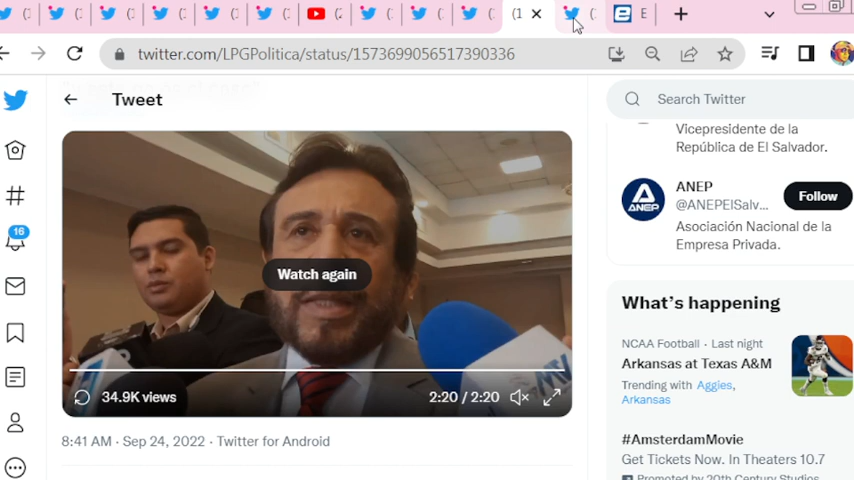 (1
E
twitter.com/LPGPolitica/status/1573699056517390336
Tweet
Search Twitter
Vicepresidente de la
República de El Salvador.
ANEP
@ANEPElSalv...
Follow
Asociación Nacional de la
Empresa Privada.
16
Watch again
34.9K views
2:20 / 2:20
8:41 AM · Sep 24, 2022 · Twitter for Android
What's happening
NCAA Football · Last night
Arkansas at Texas A&M
Trending with Aggies,
Arkansas
#AmsterdamMovie
Get Tickets Now. In Theaters 10.7
Promoted by 20th Century Studios